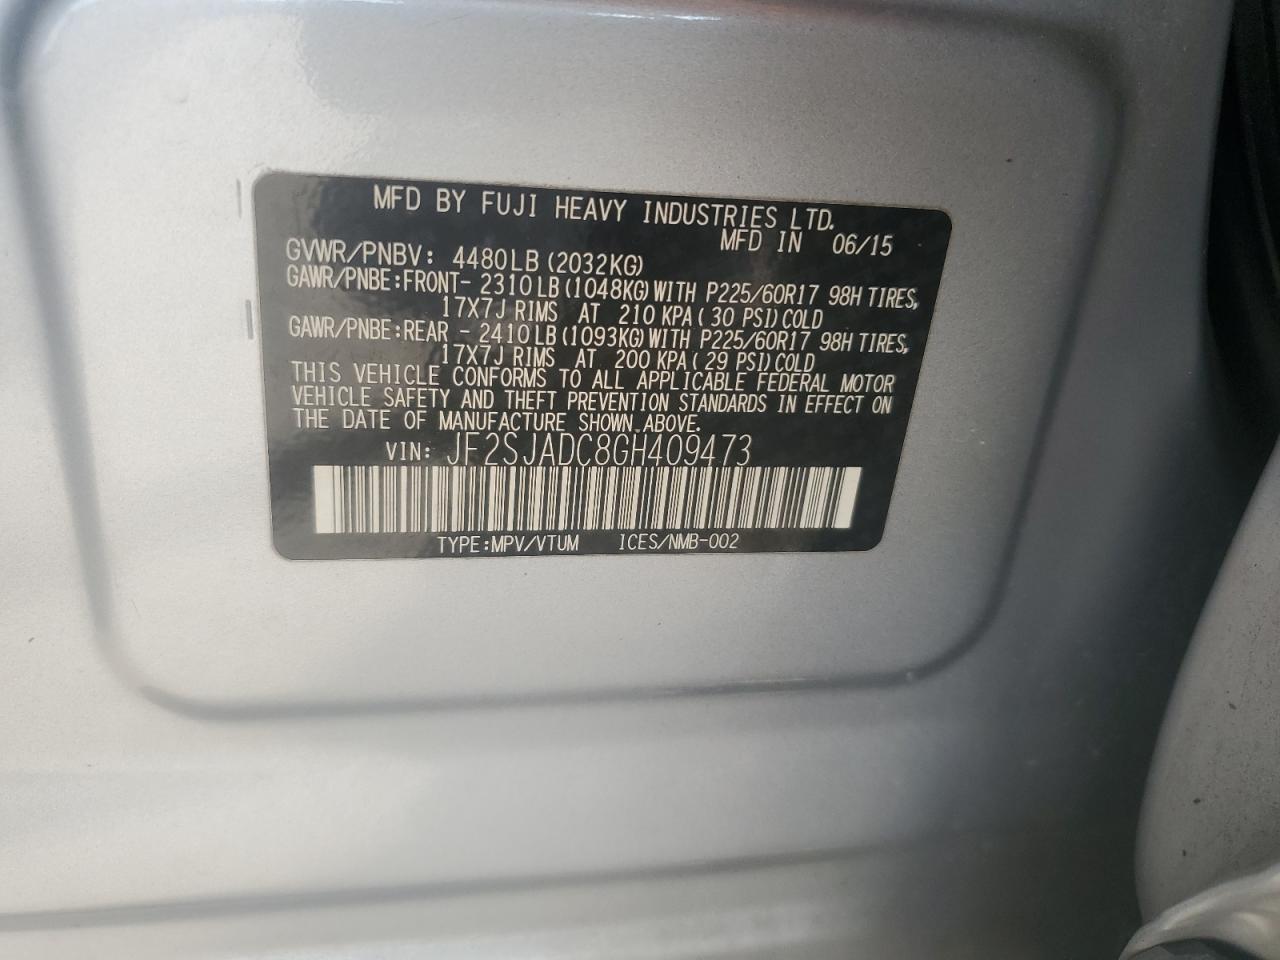 MFD BY FUJI HEAVY INDUSTRIES LTD.
MFD IN 06/15
GVWR/PNBV: 4480LB (2032KG)
GAWR/PNBE:FRONT- 2310LB (1048KG) WITH P225/60R17 98H TIRES,
17X7J RIMS AT 210 KPA( 30 PSI) COLD
GAWR/PNBE:REAR - 2410LB (1093KG) WITH P225/60R17 98H TIRES,
17X7J RIMS AT 200 KPA( 29 PSI) COLD
THIS VEHICLE CONFORMS TO ALL APPLICABLE FEDERAL MOTOR
VEHICLE SAFETY AND THEFT PREVENTION STANDARDS IN EFFECT ON
THE DATE OF MANUFACTURE SHOWN ABOVE.
VIN: JF2SJADC8GH409473
TYPE:MPV/VTUM ICES/NMB-002